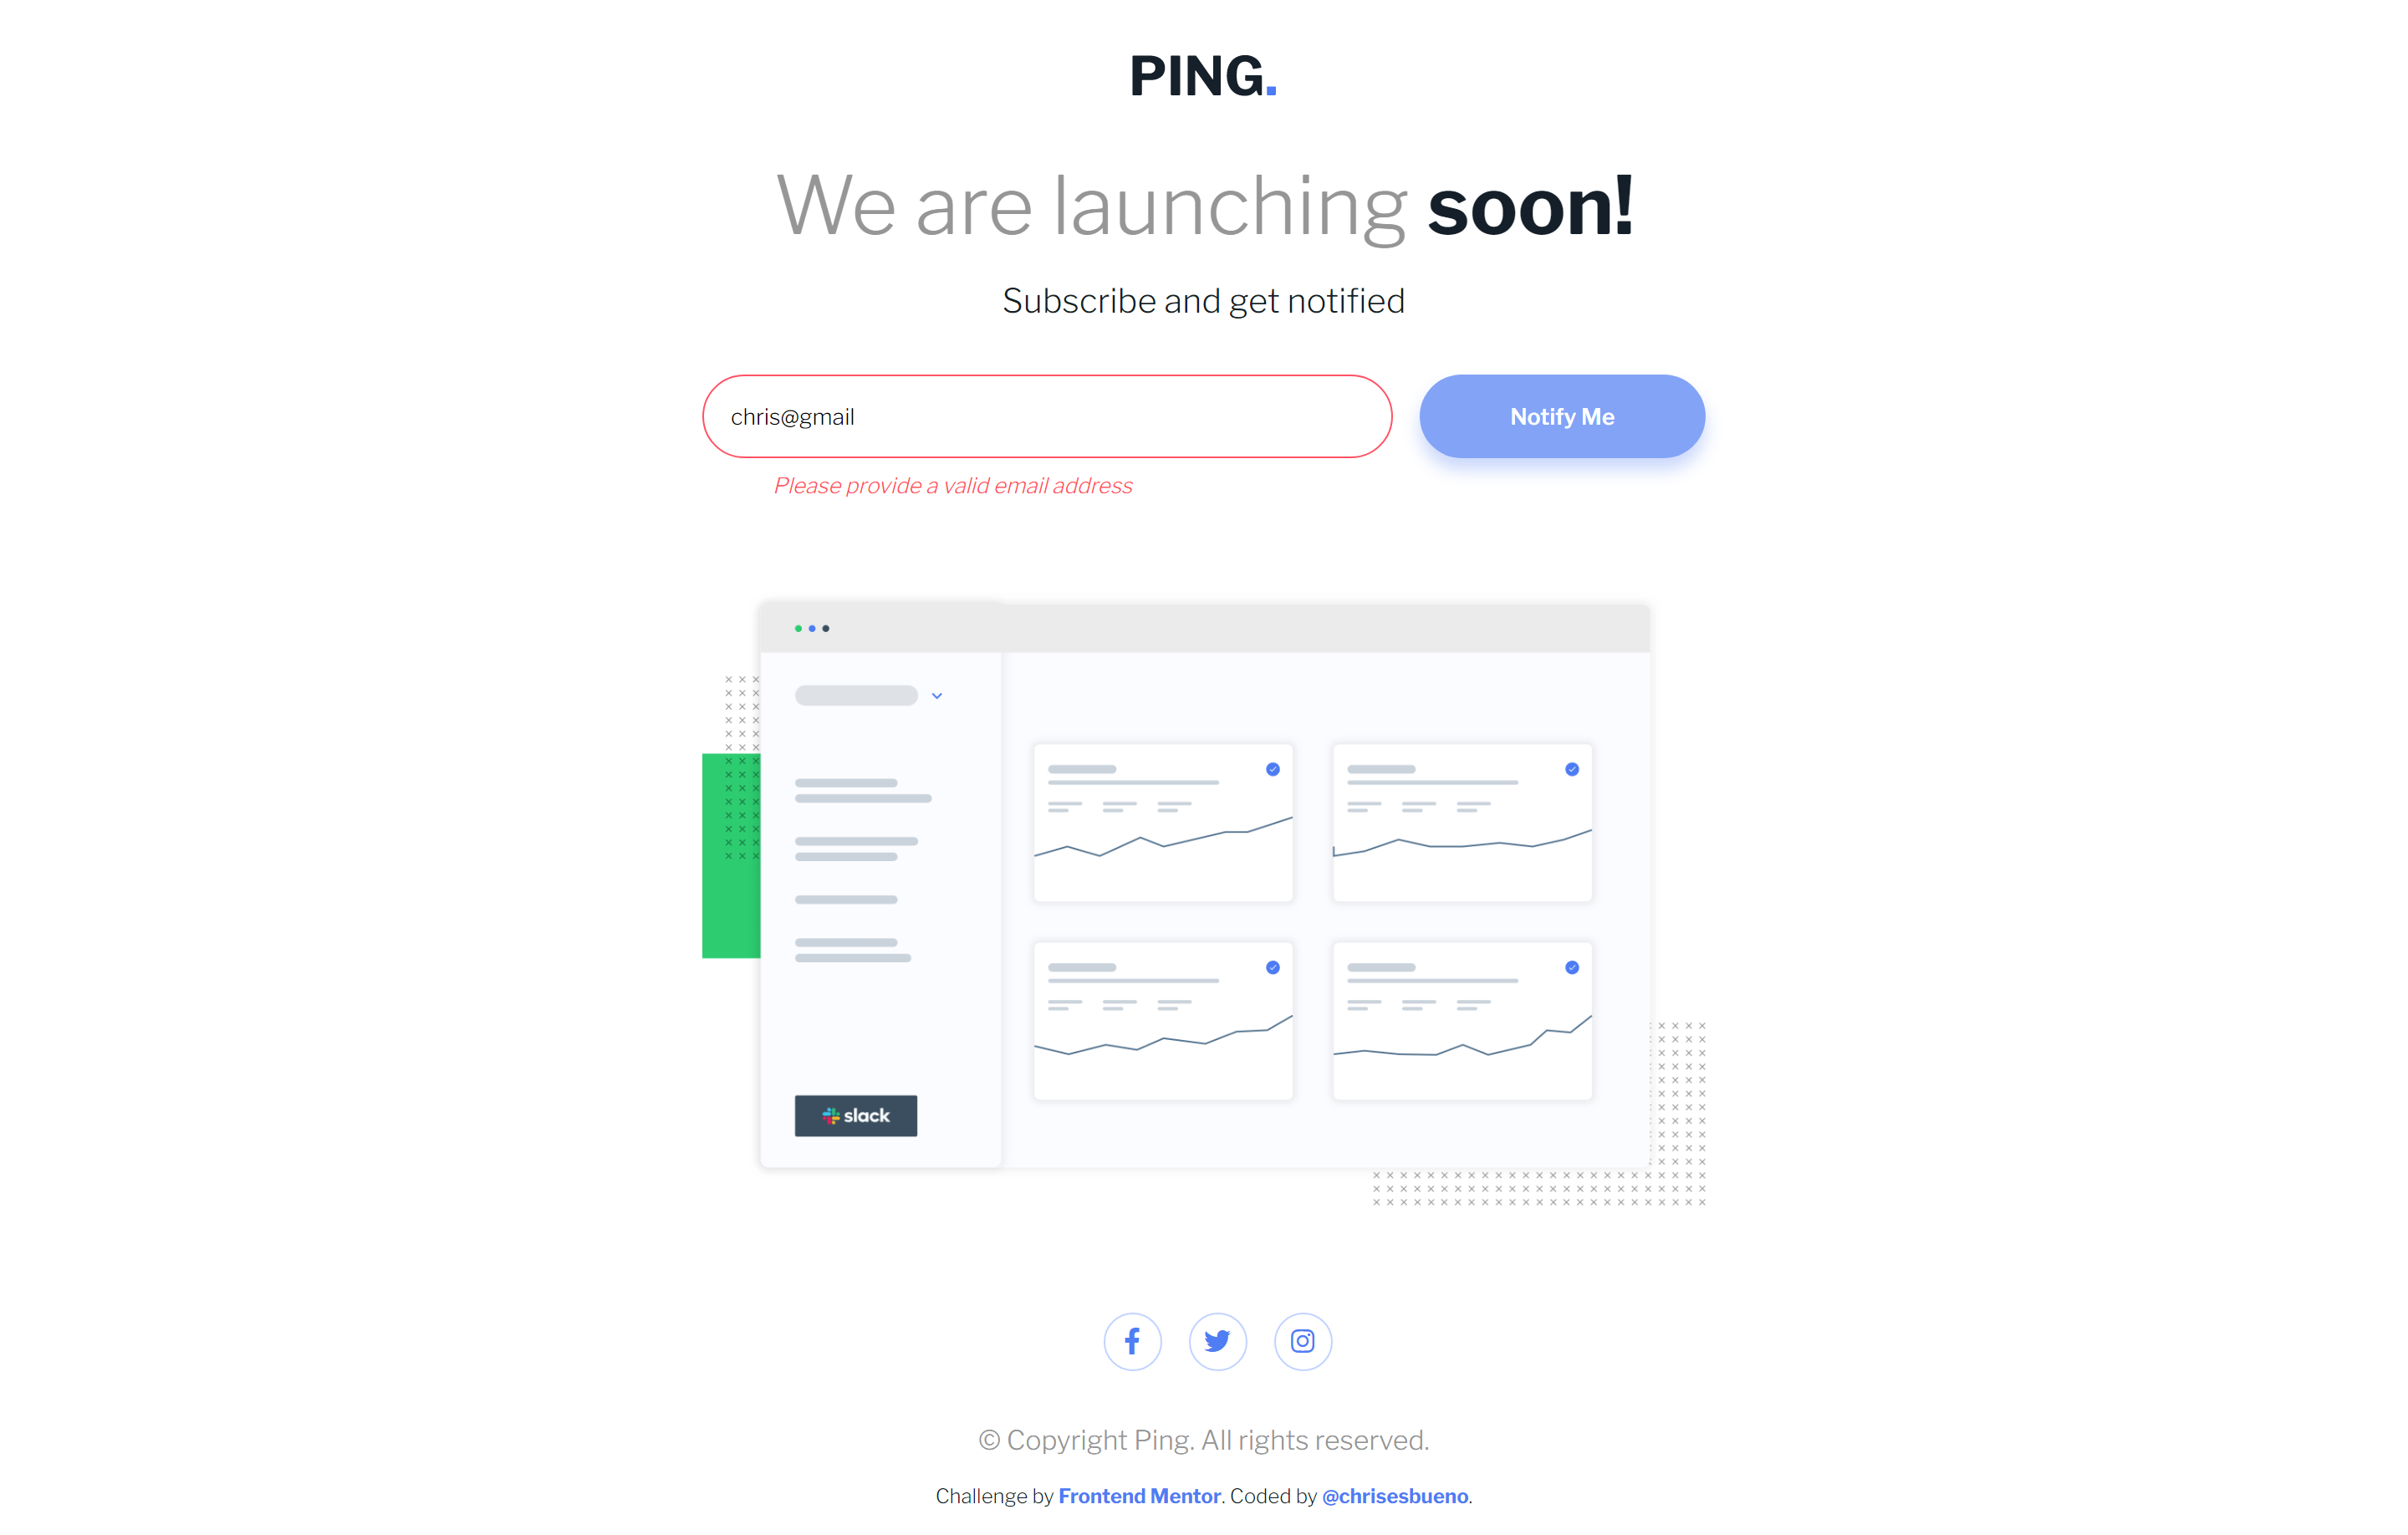 PING.
We are launching soon!
Subscribe and get notified
chris@gmail
Notify Me
Please provide a valid email address
slack
© Copyright Ping. All rights reserved.
Challenge by Frontend Mentor. Coded by @chrisesbueno.